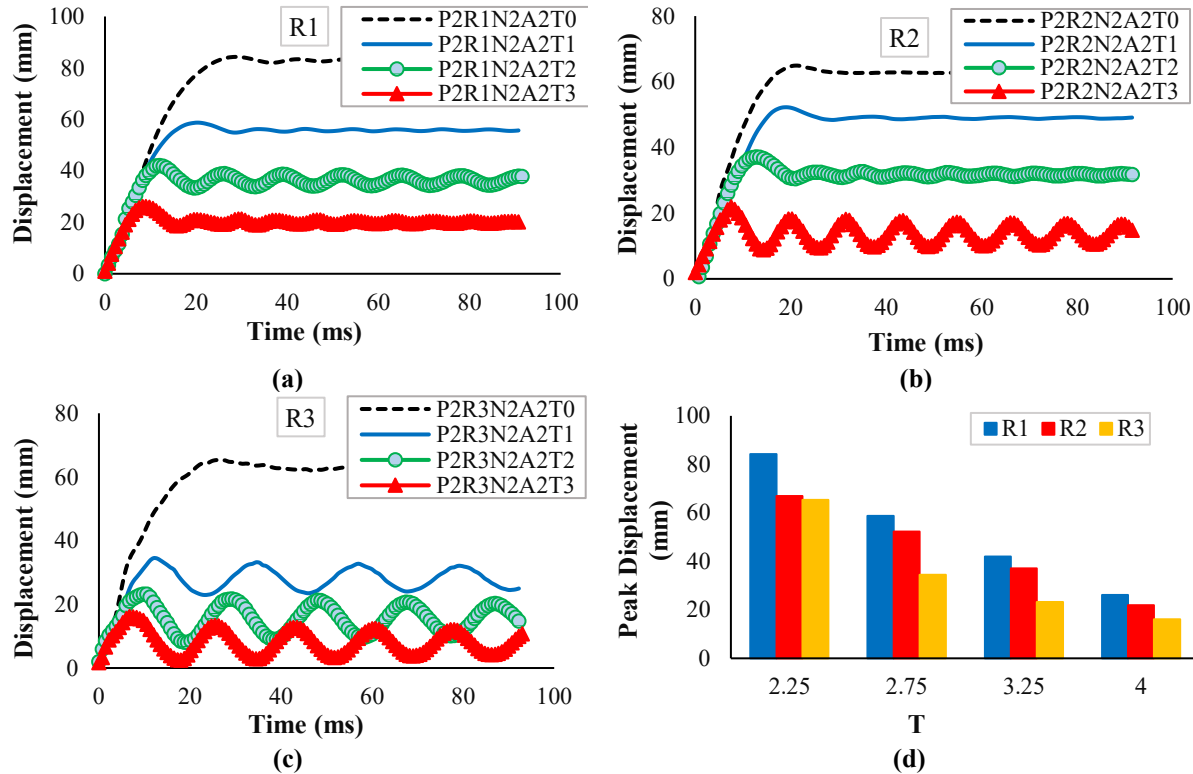 R1
P2R1N2A2T0
P2R1N2A2T1
P2R1N2A2T2
P2R1N2A2T3
Displacement (mm)
100
80
60
40
20
0
0 20 40 60 80 100
Time (ms)
(a)
R2
P2R2N2A2T0
P2R2N2A2T1
P2R2N2A2T2
P2R2N2A2T3
Displacement (mm)
80
60
40
20
0
0 20 40 60 80 100
Time (ms)
(b)
R3
P2R3N2A2T0
P2R3N2A2T1
P2R3N2A2T2
P2R3N2A2T3
Displacement (mm)
80
60
40
20
0
0 20 40 60 80 100
Time (ms)
(c)
R1 R2 R3
Peak Displacement
(mm)
100
80
60
40
20
0
2.25 2.75 3.25 4
T
(d)